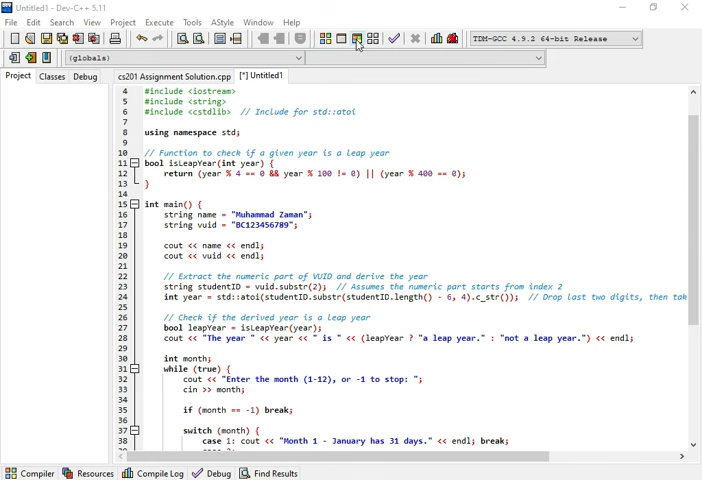 Untitled1 - Dev-C++ 5.11
File Edit Search View Project Execute Tools AStyle Window Help
TDM-GCC 4.9.2 64-bit Release
(globals)
Project Classes Debug
cs201 Assignment Solution.cpp [*] Untitled1
4 #include <iostream>
5 #include <string>
6 #include <cstdlib> // Include for std::atoi
7
8 using namespace std;
9
10 // Function to check if a given year is a leap year
11 bool isLeapYear(int year) {
12 return (year % 4 == 0 && year % 100 != 0) || (year % 400 == 0);
13 }
14
15 int main() {
16 string name = "Muhammad Zaman";
17 string vuid = "BC123456789";
18
19 cout << name << endl;
20 cout << vuid << endl;
21
22 // Extract the numeric part of VUID and derive the year
23 string studentID = vuid.substr(2); // Assumes the numeric part starts from index 2
24 int year = std::atoi(studentID.substr(studentID.length() - 6, 4).c_str()); // Drop last two digits, then tak
25
26 // Check if the derived year is a leap year
27 bool leapYear = isLeapYear(year);
28 cout << "The year " << year << " is " << (leapYear ? "a leap year." : "not a leap year.") << endl;
29
30 int month;
31 while (true) {
32 cout << "Enter the month (1-12), or -1 to stop: ";
33 cin >> month;
34
35 if (month == -1) break;
36
37 switch (month) {
38 case 1: cout << "Month 1 - January has 31 days." << endl; break;
Compiler Resources Compile Log Debug Find Results